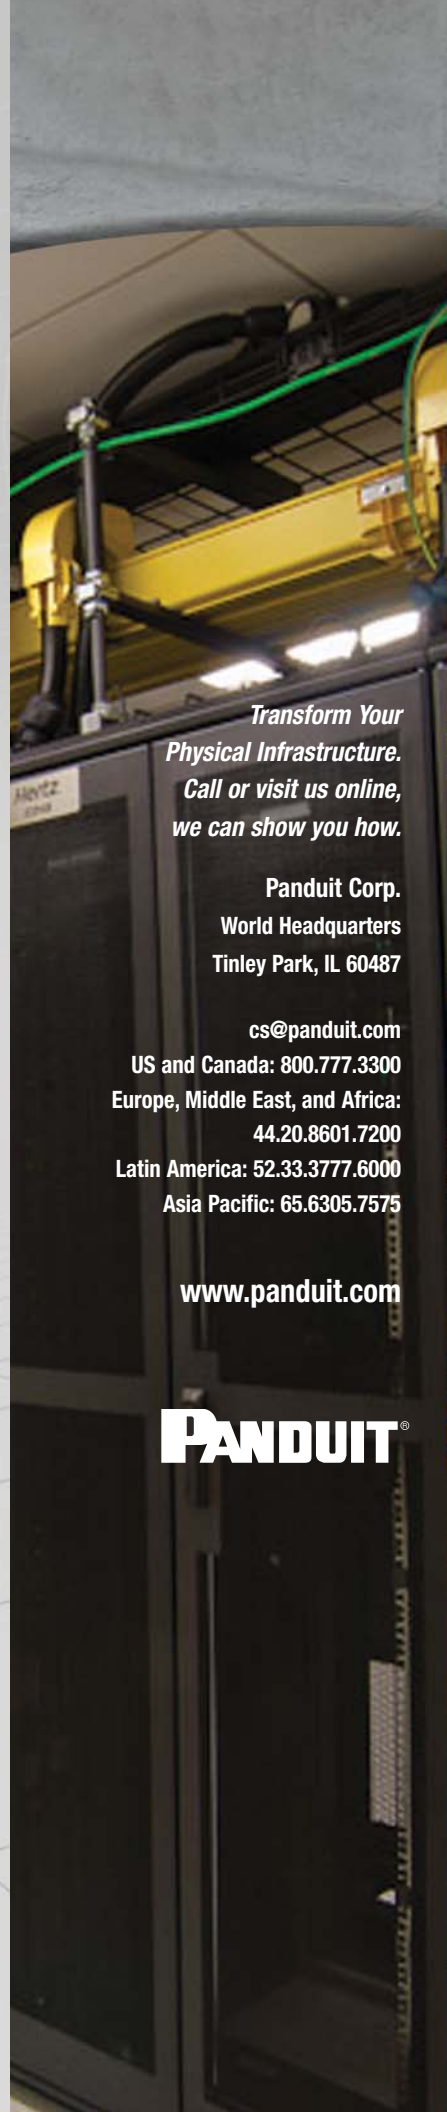 Hertz
Transform Your
Physical Infrastructure.
Call or visit us online,
we can show you how.
Panduit Corp.
World Headquarters
Tinley Park, IL 60487
cs@panduit.com
US and Canada: 800.777.3300
Europe, Middle East, and Africa:
44.20.8601.7200
Latin America: 52.33.3777.6000
Asia Pacific: 65.6305.7575
www.panduit.com
PANDUIT®